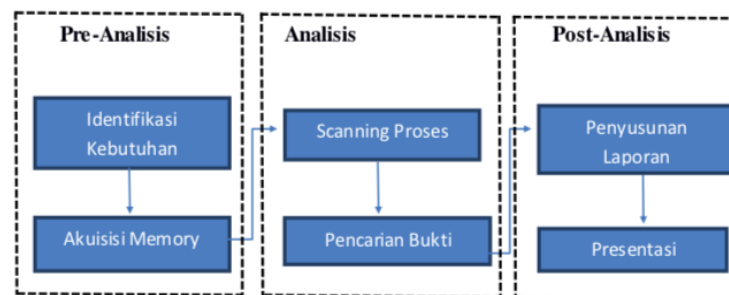 Pre-Analisis
Identifikasi
Kebutuhan
Akuisisi Memory
Analisis
Scanning Proses
Pencarian Bukti
Post-Analisis
Penyusunan
Laporan
Presentasi